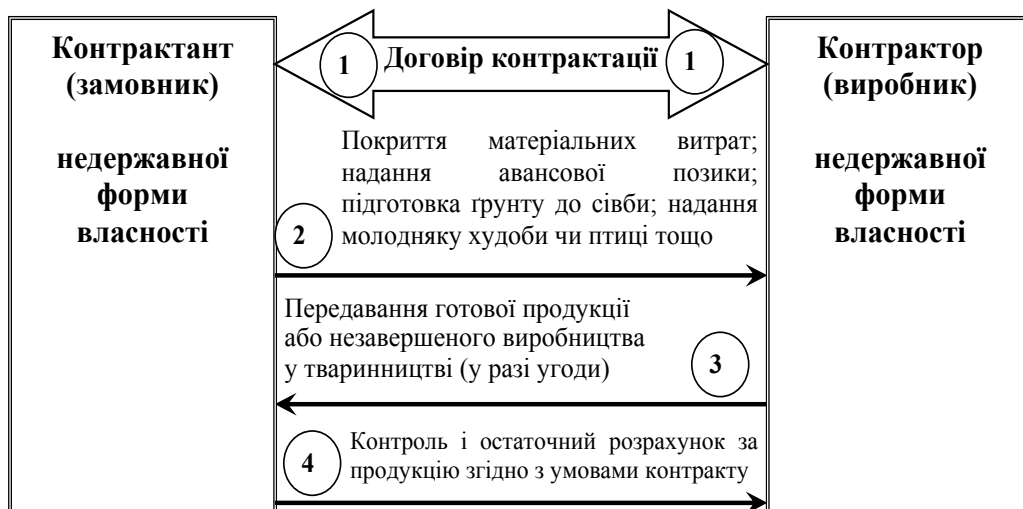 Контрактант
(замовник)
недержавної
форми
власності
1 Договір контрактації 1
Контрактор
(виробник)
недержавної
форми
власності
Покриття матеріальних витрат;
надання авансової позики;
підготовка ґрунту до сівби; надання
2 молодняку худоби чи птиці тощо
Передавання готової продукції
або незавершеного виробництва
у тваринництві (у разі угоди)
3
Контроль і остаточний розрахунок за
4 продукцію згідно з умовами контракту